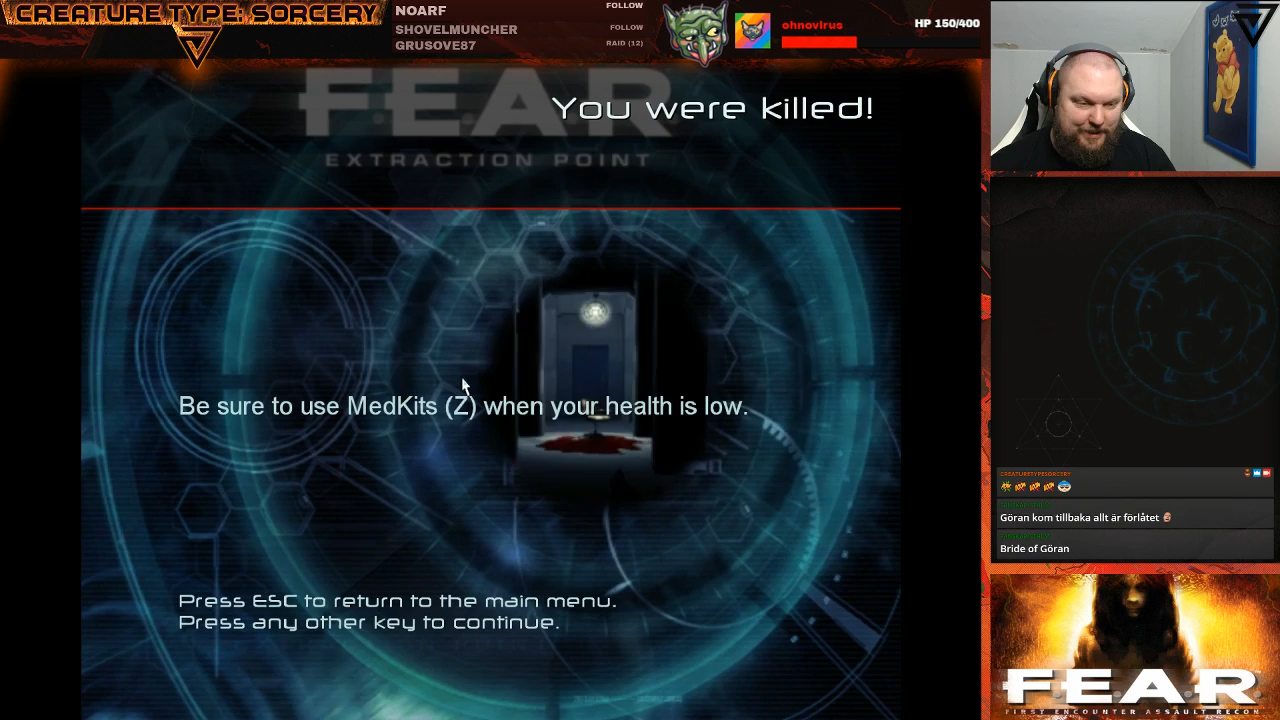 CREATURE TYPE: SORCERY
NOARF FOLLOW
SHOVELMUNCHER FOLLOW
GRUSOVE87 RAID (12)
ohnovirus HP 150/400
F.E.A.R
EXTRACTION POINT
You were killed!
Be sure to use MedKits (Z) when your health is low.
Press ESC to return to the main menu.
Press any other key to continue.
CREATURETYPESORCERY
Göran kom tillbaka allt är förlåtet
Bride of Göran
F.E.A.R.
FIRST ENCOUNTER ASSAULT RECON